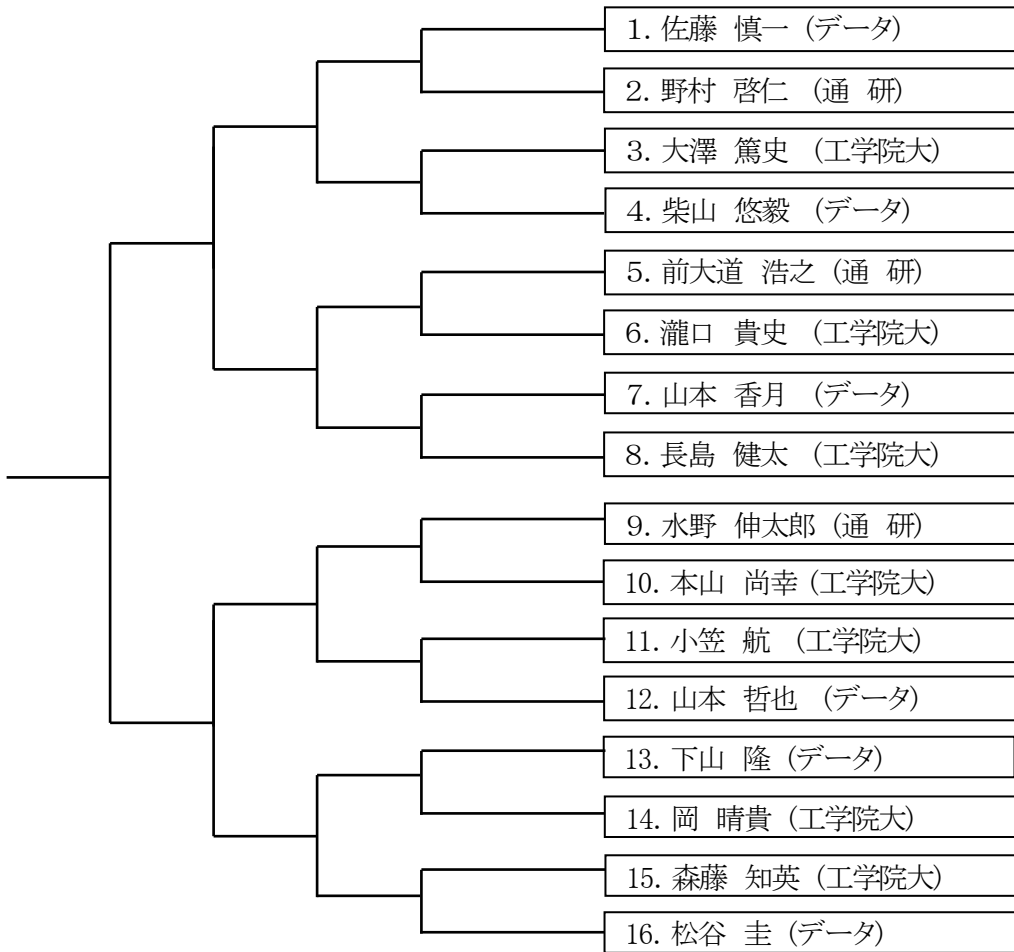 1. 佐藤 慎一 (データ)
2. 野村 啓仁 (通 研)
3. 大澤 篤史 (工学院大)
4. 柴山 悠毅 (データ)
5. 前大道 浩之 (通 研)
6. 瀧口 貴史 (工学院大)
7. 山本 香月 (データ)
8. 長島 健太 (工学院大)
9. 水野 伸太郎 (通 研)
10. 本山 尚幸 (工学院大)
11. 小笠 航 (工学院大)
12. 山本 哲也 (データ)
13. 下山 隆 (データ)
14. 岡 晴貴 (工学院大)
15. 森藤 知英 (工学院大)
16. 松谷 圭 (データ)